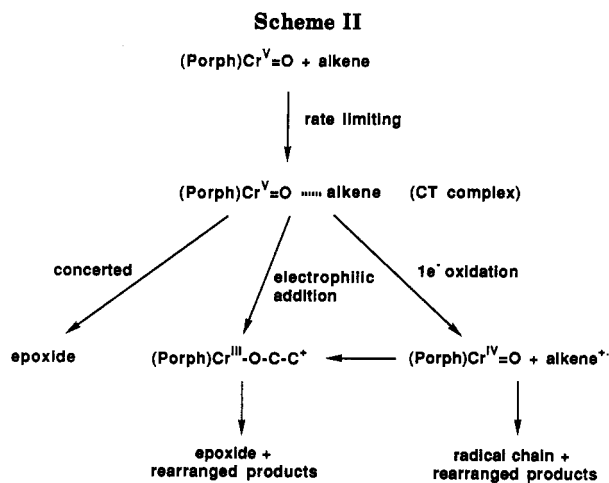 Scheme II
(Porph)Cr^V=O + alkene
rate limiting
(Porph)Cr^V=O ······ alkene (CT complex)
concerted
electrophilic
addition
1e^- oxidation
epoxide
(Porph)Cr^III-O-C-C^+
(Porph)Cr^IV=O + alkene^+·
epoxide +
rearranged products
radical chain +
rearranged products